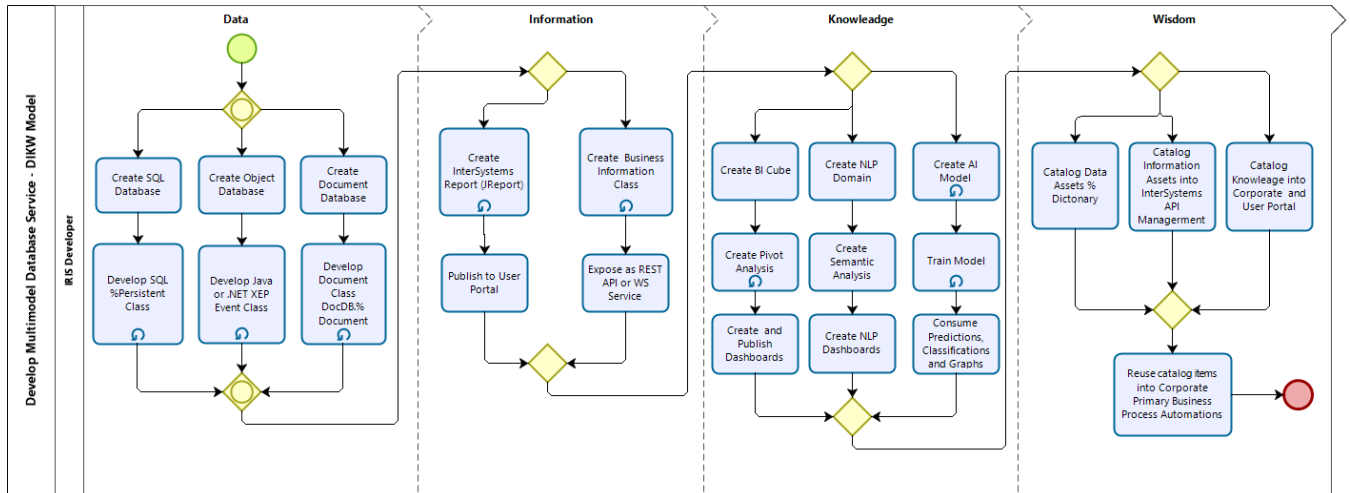 Develop Multimodel Database Service - DIKW Model
IRIS Developer
Data
Information
Knowleadge
Wisdom
Create SQL
Database
Create Object
Database
Create
Document
Database
Develop SQL
%Persistent
Class
Develop Java
or .NET XEP
Event Class
Develop
Document
Class
DocDB.%
Document
Create
InterSystems
Report (JReport)
Create Business
Information
Class
Publish to User
Portal
Expose as REST
API or WS
Service
Create BI Cube
Create NLP
Domain
Create AI
Model
Create Pivot
Analysis
Create
Semantic
Analysis
Train Model
Create and
Publish
Dashboards
Create NLP
Dashboards
Consume
Predictions,
Classifications
and Graphs
Catalog Data
Assets %
Dictonary
Catalog
Information
Assets into
InterSystems
API
Management
Catalog
Knowleage into
Corporate and
User Portal
Reuse catalog items
into Corporate
Primary Business
Process Automations